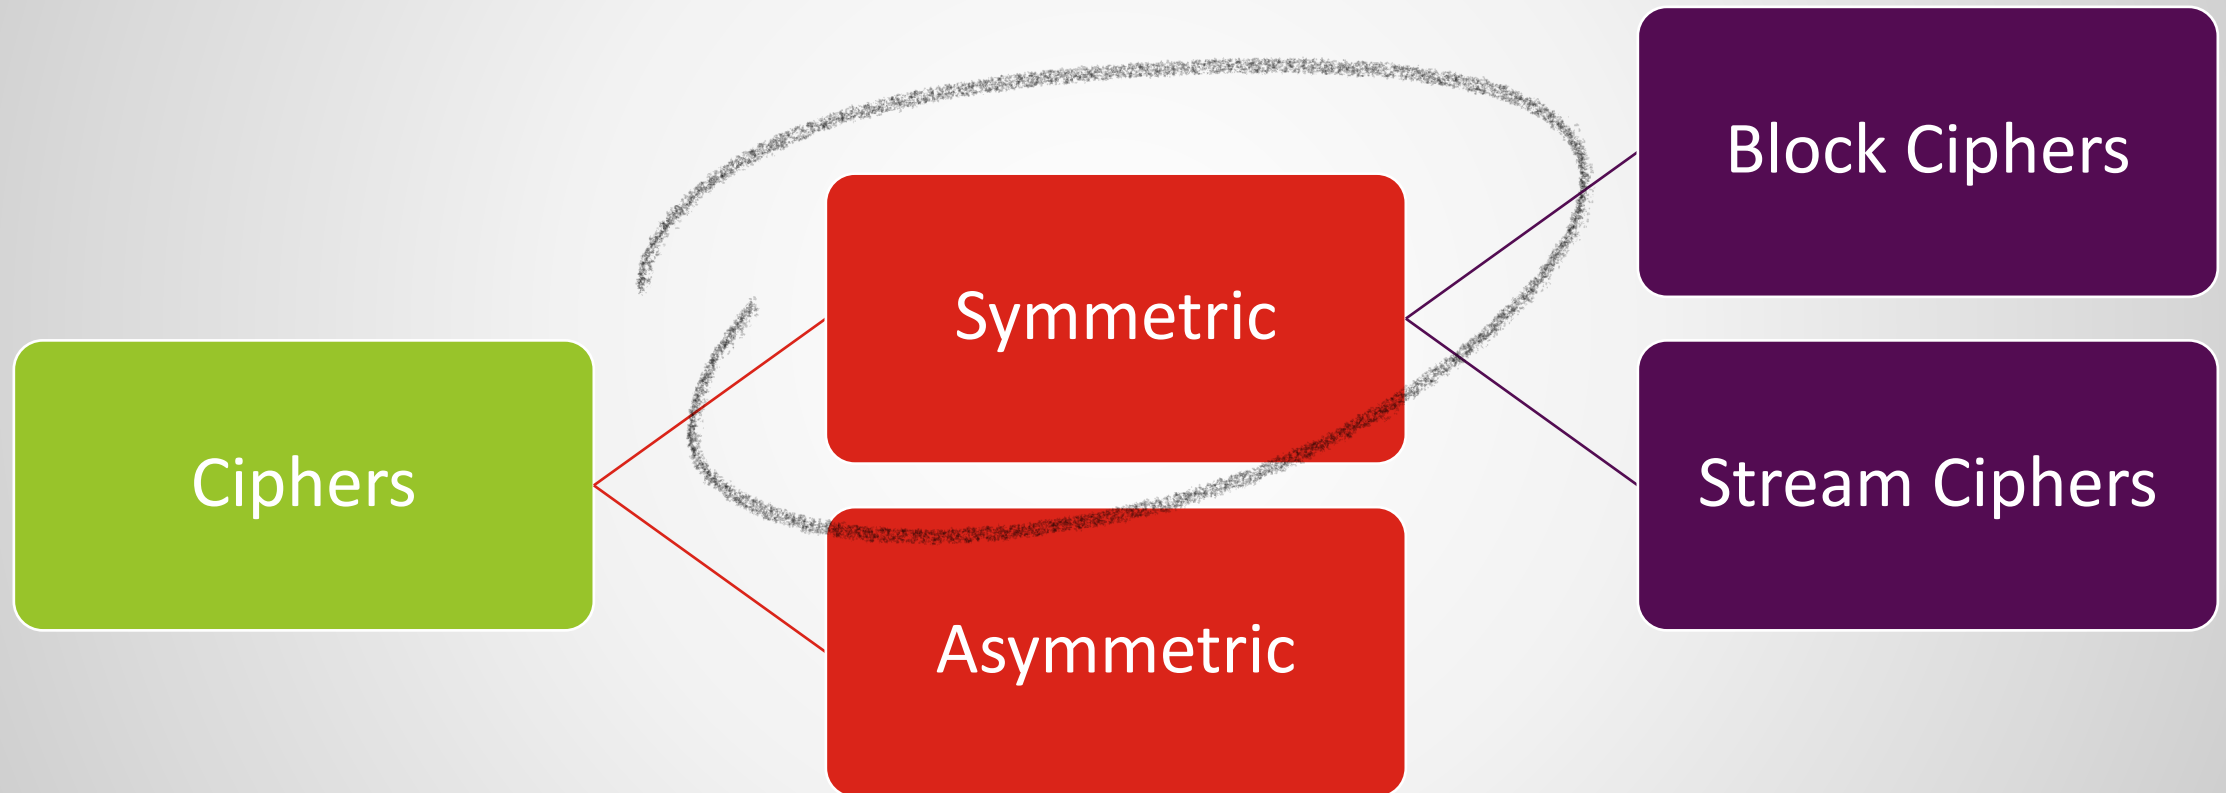 Ciphers
Symmetric
Asymmetric
Block Ciphers
Stream Ciphers